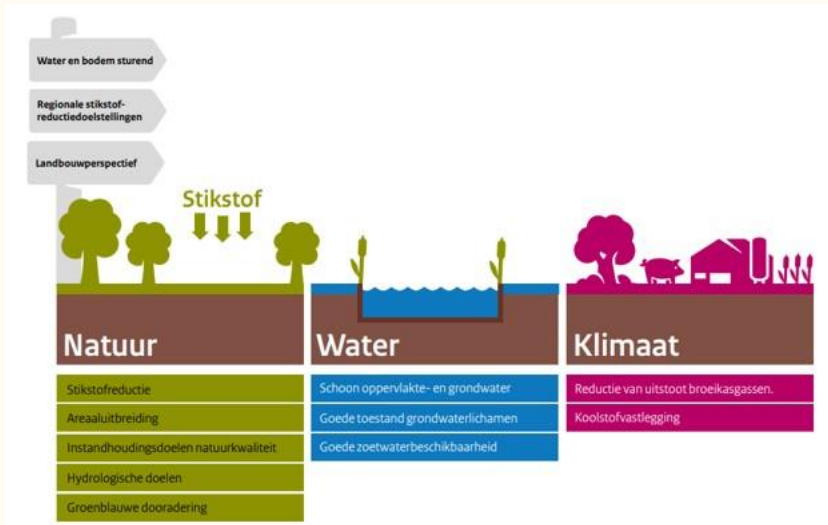 Water en bodem sturend
Regionale stikstof-
reductiedoelstellingen
Landbouwperspectief
Stikstof
Natuur
Stikstofreductie
Areaaluitbreiding
Instandhoudingsdoelen natuurkwaliteit
Hydrologische doelen
Groenblauwe dooradering
Water
Schoon oppervlakte- en grondwater
Goede toestand grondwaterlichamen
Goede zoetwaterbeschikbaarheid
Klimaat
Reductie van uitstoot broeikasgassen.
Koolstofvastlegging